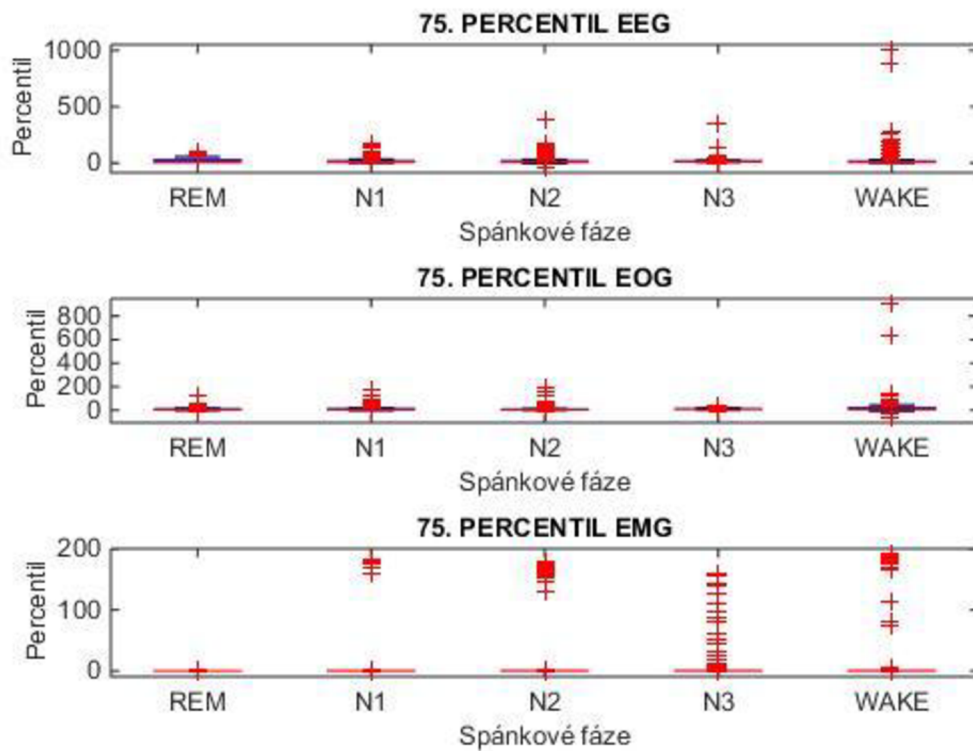 75. PERCENTIL EEG
Percentil
1000
500
0
REM N1 N2 N3 WAKE
Spánkové fáze
75. PERCENTIL EOG
Percentil
800
600
400
200
0
REM N1 N2 N3 WAKE
Spánkové fáze
75. PERCENTIL EMG
Percentil
200
100
0
REM N1 N2 N3 WAKE
Spánkové fáze